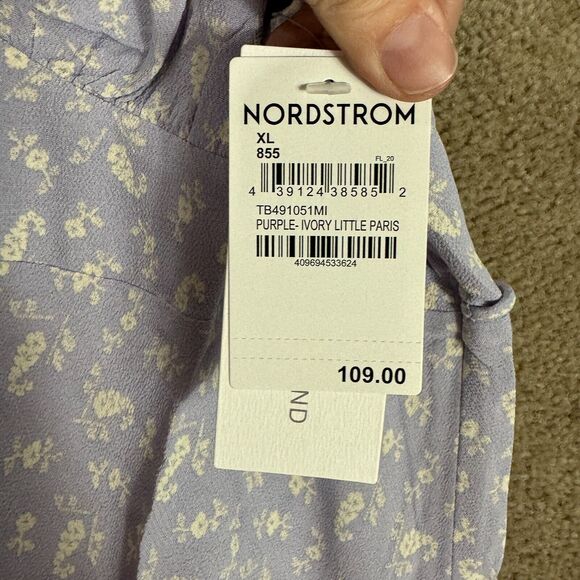 NORDSTROM
XL
855
FL_20
4 39124 38585 2
TB491051MI
PURPLE- IVORY LITTLE PARIS
409694533624
109.00
ND